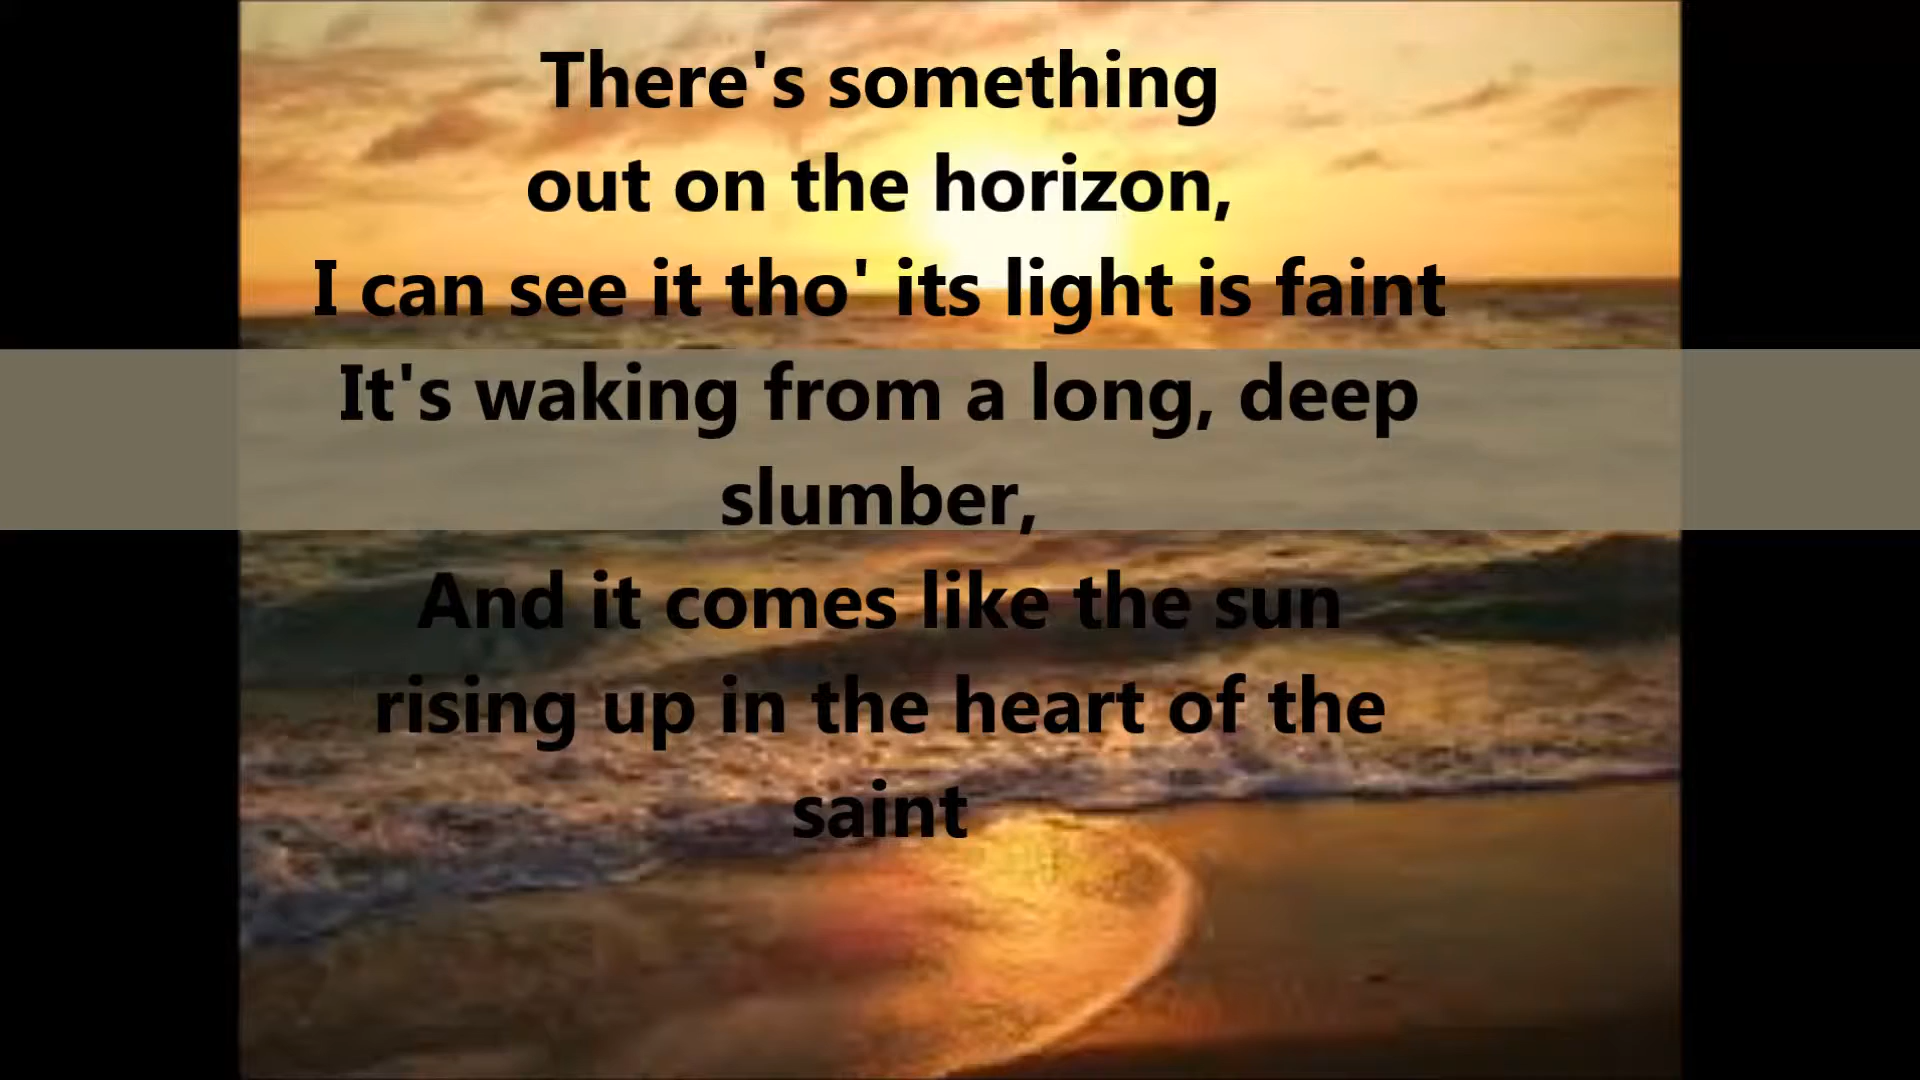 There's something
out on the horizon,
I can see it tho' its light is faint
It's waking from a long, deep
slumber,
And it comes like the sun
rising up in the heart of the
saint